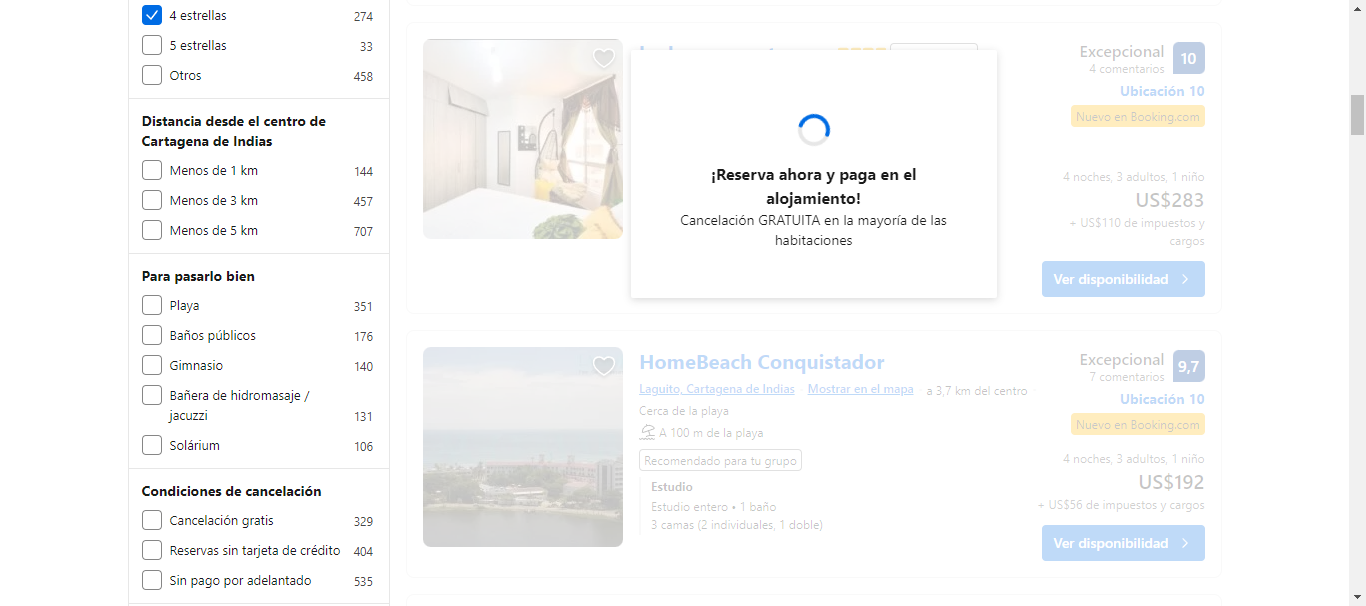 4 estrellas 274
5 estrellas 33
Otros 458
Distancia desde el centro de
Cartagena de Indias
Menos de 1 km 144
Menos de 3 km 457
Menos de 5 km 707
Para pasarlo bien
Playa 351
Baños públicos 176
Gimnasio 140
Bañera de hidromasaje /
jacuzzi 131
Solárium 106
Condiciones de cancelación
Cancelación gratis 329
Reservas sin tarjeta de crédito 404
Sin pago por adelantado 535
¡Reserva ahora y paga en el
alojamiento!
Cancelación GRATUITA en la mayoría de las
habitaciones
Excepcional 10
4 comentarios
Ubicación 10
Nuevo en Booking.com
4 noches, 3 adultos, 1 niño
US$283
+ US$110 de impuestos y
cargos
Ver disponibilidad
HomeBeach Conquistador
Laguito, Cartagena de Indias Mostrar en el mapa a 3,7 km del centro
Cerca de la playa
A 100 m de la playa
Recomendado para tu grupo
Estudio
Estudio entero • 1 baño
3 camas (2 individuales, 1 doble)
Excepcional 9,7
7 comentarios
Ubicación 10
Nuevo en Booking.com
4 noches, 3 adultos, 1 niño
US$192
+ US$56 de impuestos y cargos
Ver disponibilidad